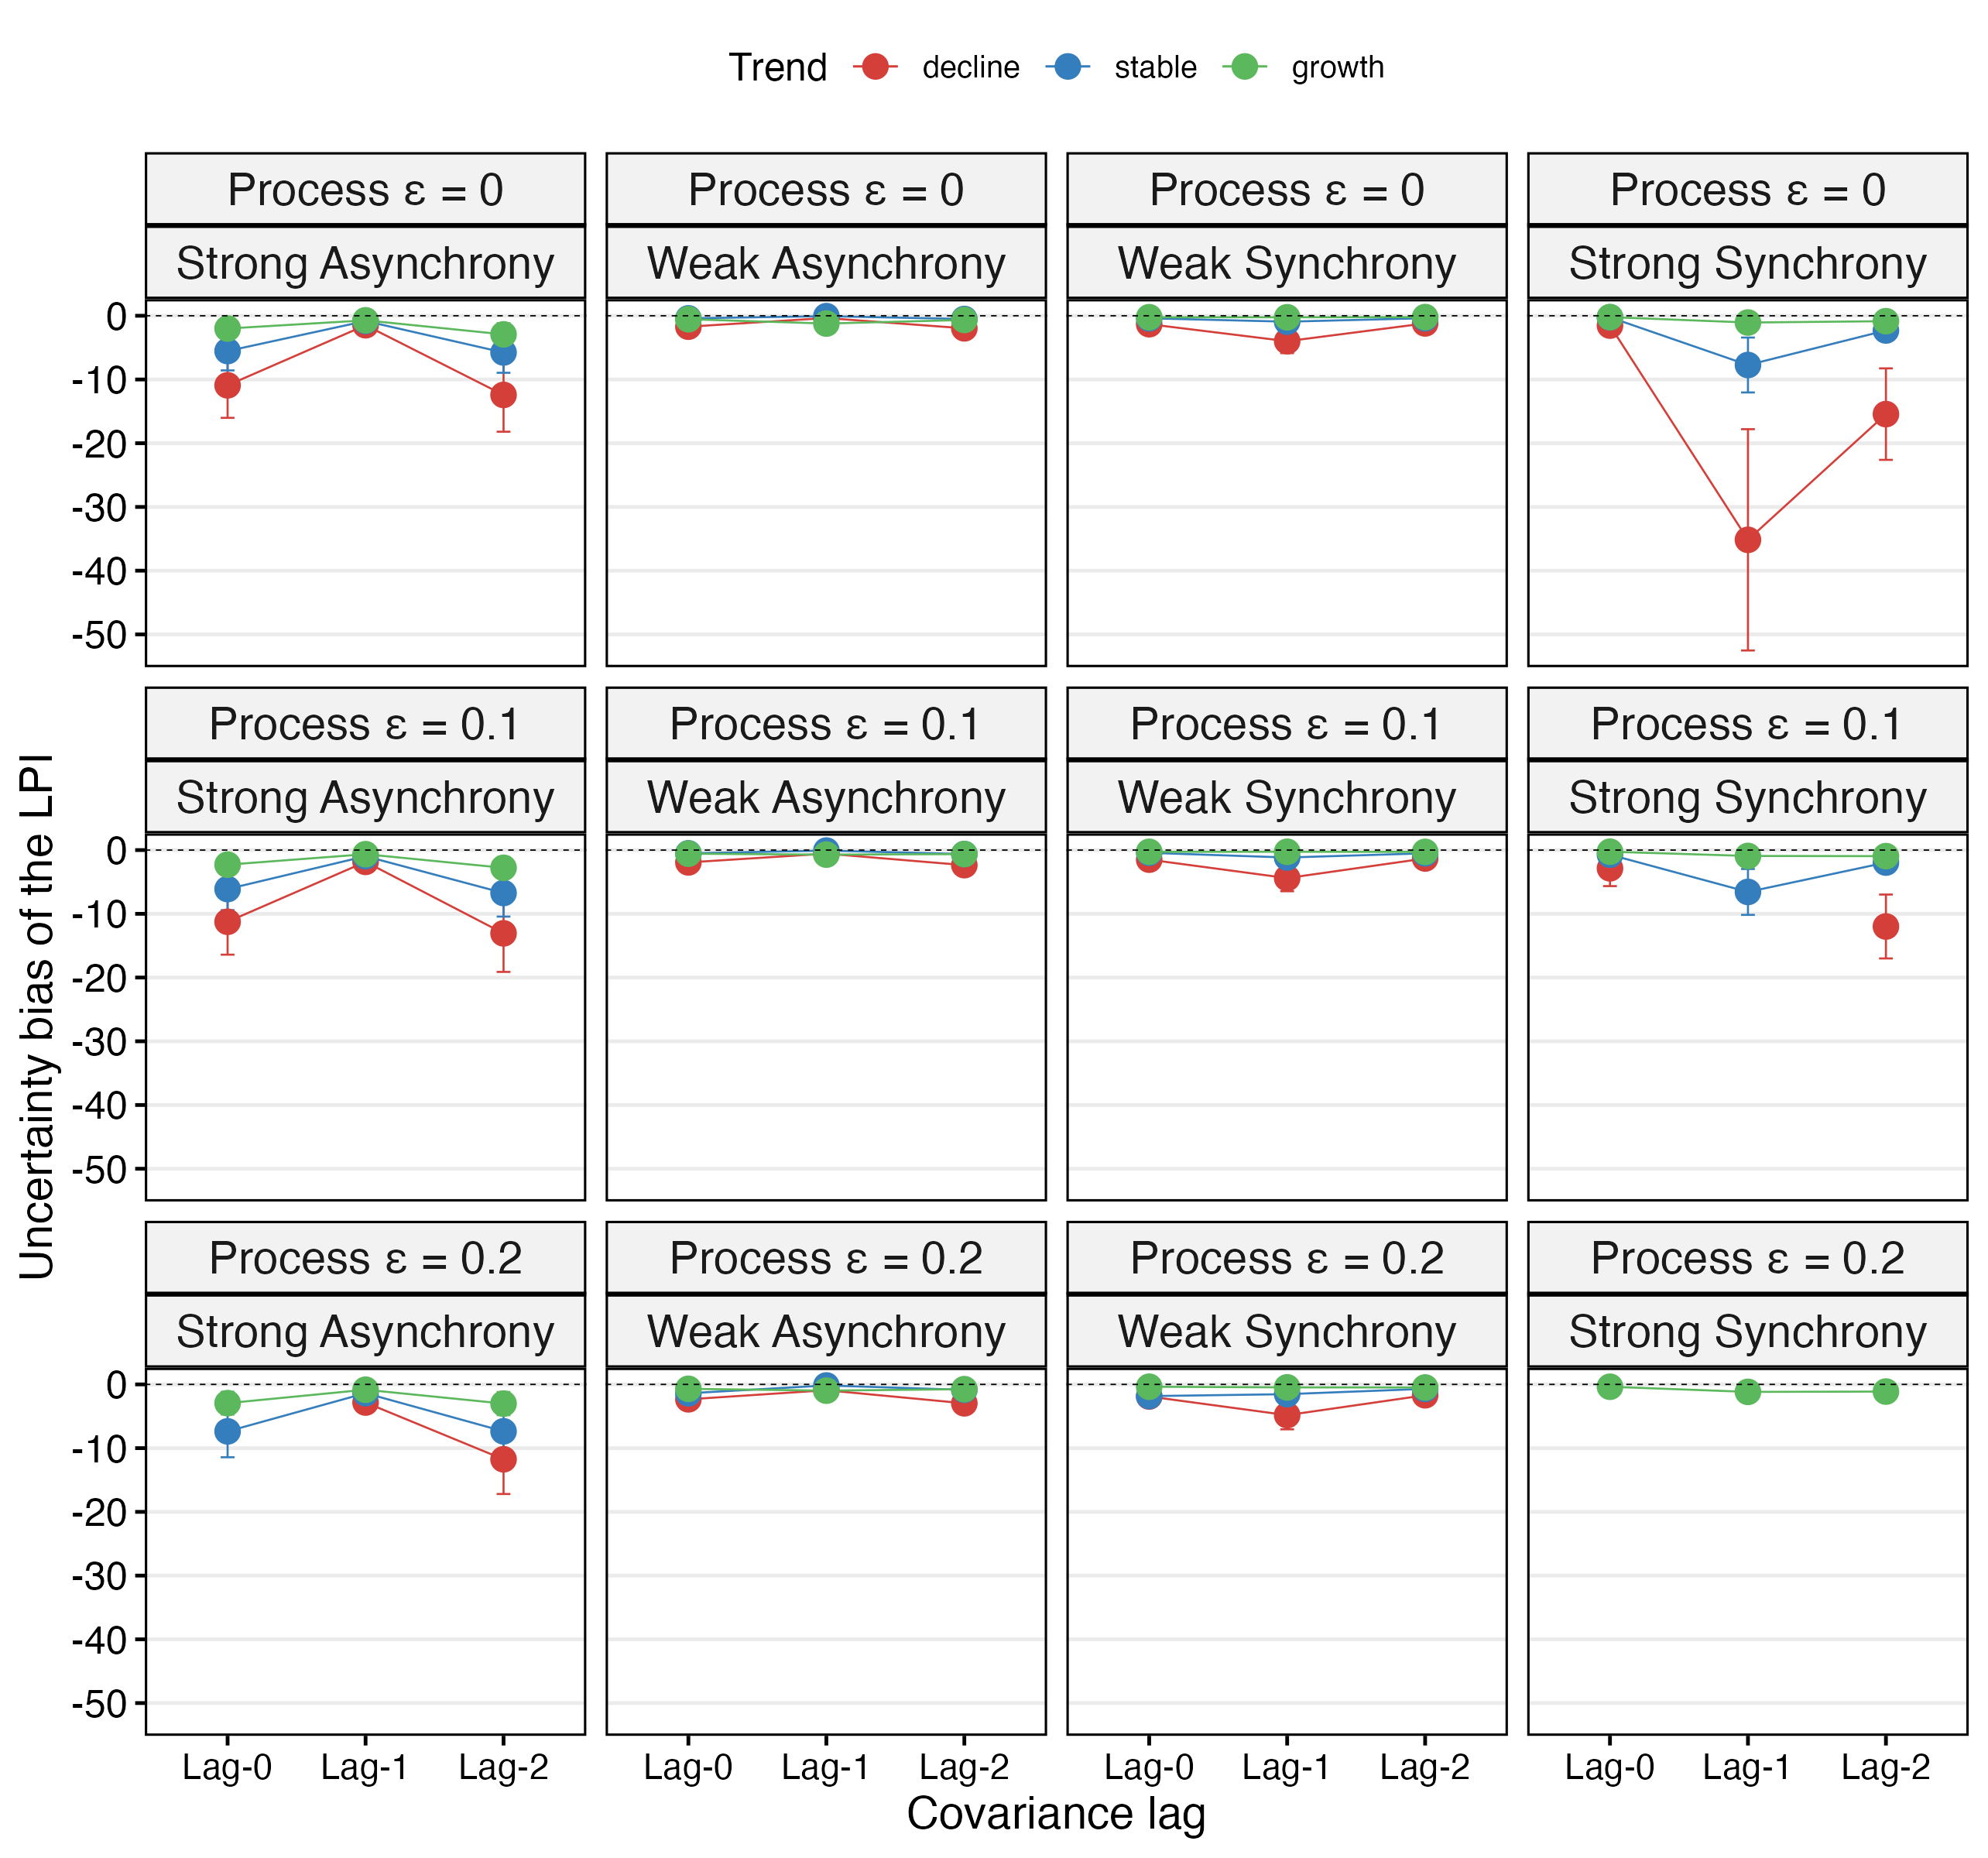 Trend decline stable growth
Process ε = 0 Process ε = 0 Process ε = 0 Process ε = 0
Strong Asynchrony Weak Asynchrony Weak Synchrony Strong Synchrony
0
-10
-20
-30
-40
-50
Process ε = 0.1 Process ε = 0.1 Process ε = 0.1 Process ε = 0.1
Strong Asynchrony Weak Asynchrony Weak Synchrony Strong Synchrony
0
-10
-20
-30
-40
-50
Uncertainty bias of the LPI
Process ε = 0.2 Process ε = 0.2 Process ε = 0.2 Process ε = 0.2
Strong Asynchrony Weak Asynchrony Weak Synchrony Strong Synchrony
0
-10
-20
-30
-40
-50
Lag-0 Lag-1 Lag-2 Lag-0 Lag-1 Lag-2 Lag-0 Lag-1 Lag-2 Lag-0 Lag-1 Lag-2
Covariance lag